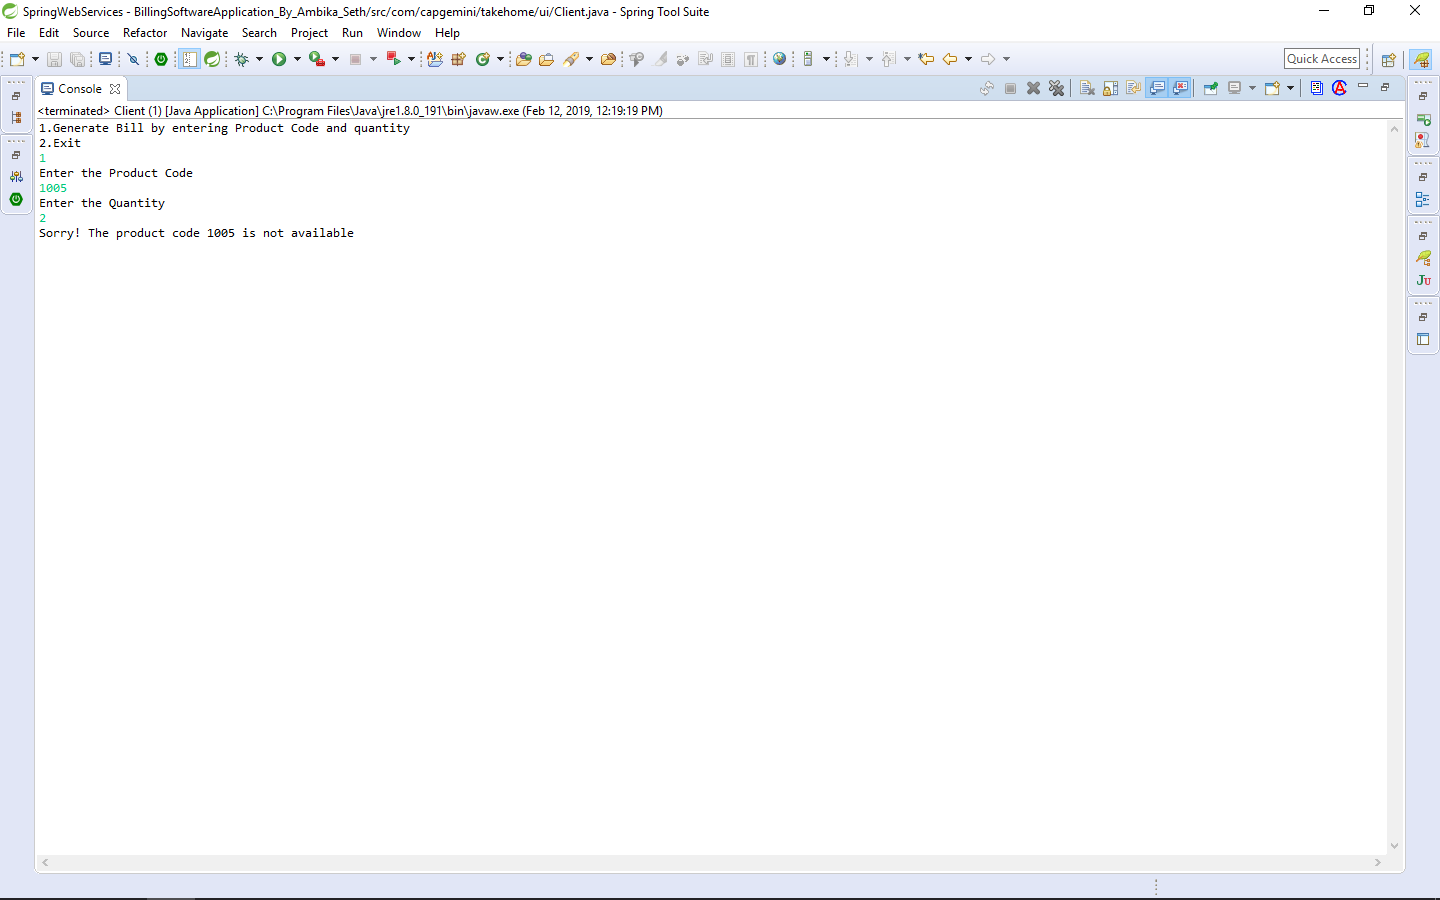 SpringWebServices - BillingSoftwareApplication_By_Ambika_Seth/src/com/capgemini/takehome/ui/Client.java - Spring Tool Suite
File Edit Source Refactor Navigate Search Project Run Window Help
Quick Access
Console
<terminated> Client (1) [Java Application] C:\Program Files\Java\jre1.8.0_191\bin\javaw.exe (Feb 12, 2019, 12:19:19 PM)
1.Generate Bill by entering Product Code and quantity
2.Exit
1
Enter the Product Code
1005
Enter the Quantity
2
Sorry! The product code 1005 is not available
Ju